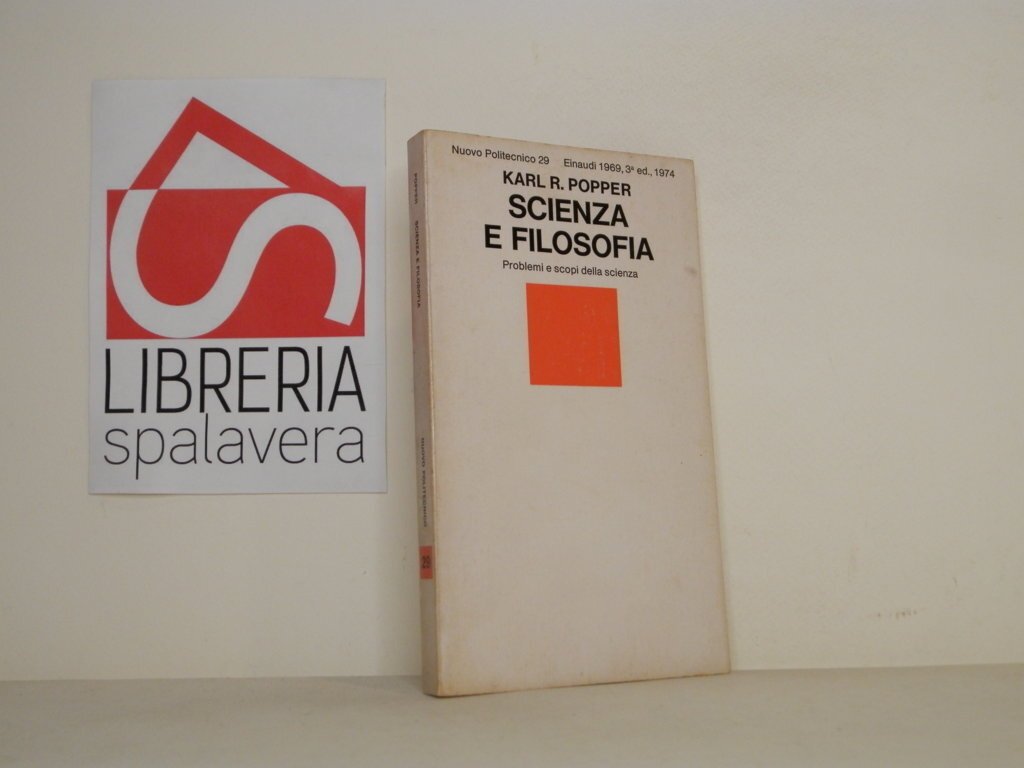 LIBRERIA
spalavera
Nuovo Politecnico 29 Einaudi 1969, 3ª ed., 1974
KARL R. POPPER
SCIENZA
E FILOSOFIA
Problemi e scopi della scienza
POPPER SCIENZA E FILOSOFIA NUOVO POLITECNICO 29